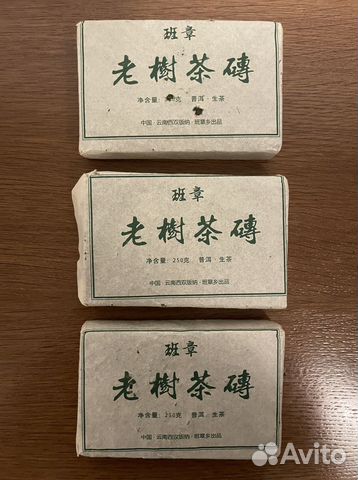 班章
老樹茶磚
净含量: 250克 普洱 生茶
中国·云南西双版纳·班章乡出品
班章
老樹茶磚
净含量: 250克 普洱 生茶
中国·云南西双版纳·班章乡出品
班章
老樹茶磚
净含量: 250克 普洱 生茶
中国·云南西双版纳·班章乡出品
Avito